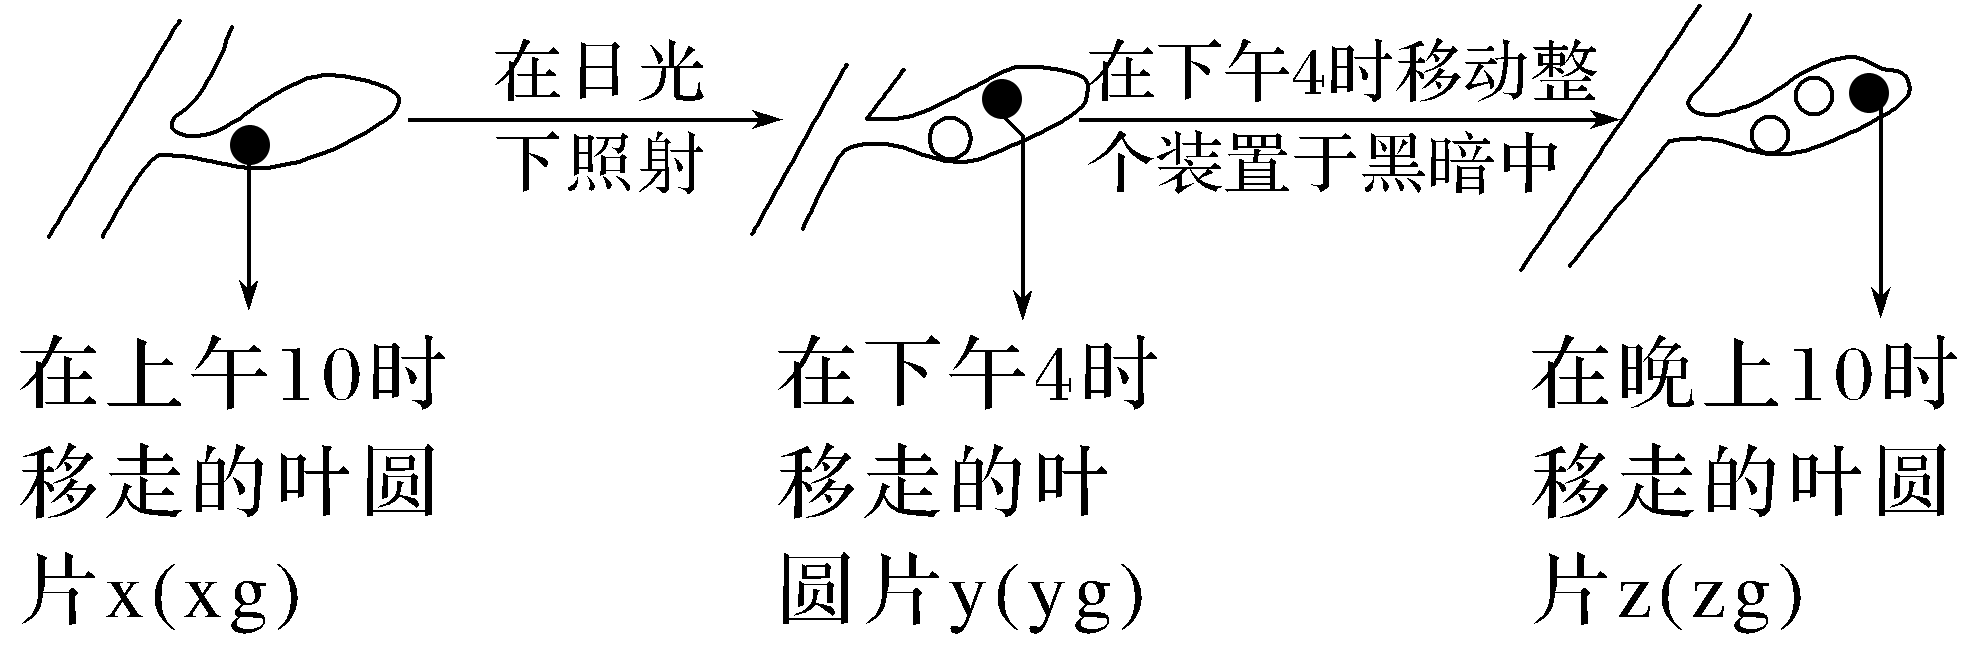 在日光
下照射
在下午4时移动整
个装置于黑暗中
在上午10时
移走的叶圆
片x(xg)
在下午4时
移走的叶
圆片y(yg)
在晚上10时
移走的叶圆
片z(zg)